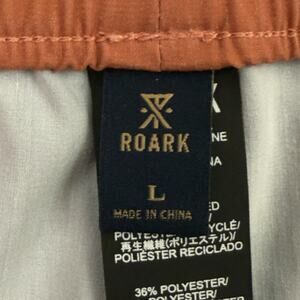 ROARK
L
MADE IN CHINA
POLYESTER
再生繊維(ポリエステル)/
POLIÉSTER RECICLADO
36% POLYESTER/
POLYESTER/